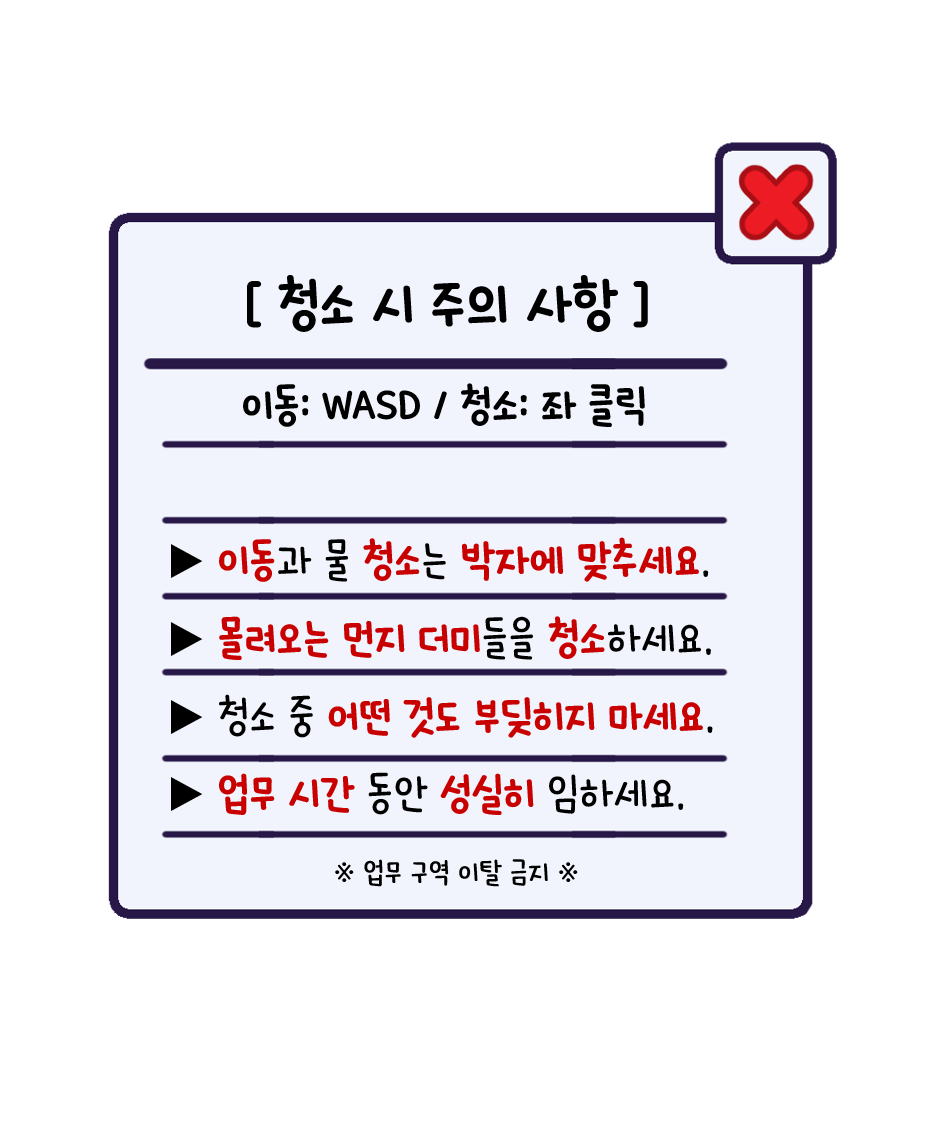 [ 청소 시 주의 사항 ]
이동: WASD / 청소: 좌 클릭
▶ 이동과 물 청소는 박자에 맞추세요.
▶ 몰려오는 먼지 더미들을 청소하세요.
▶ 청소 중 어떤 것도 부딪히지 마세요.
▶ 업무 시간 동안 성실히 임하세요.
※ 업무 구역 이탈 금지 ※